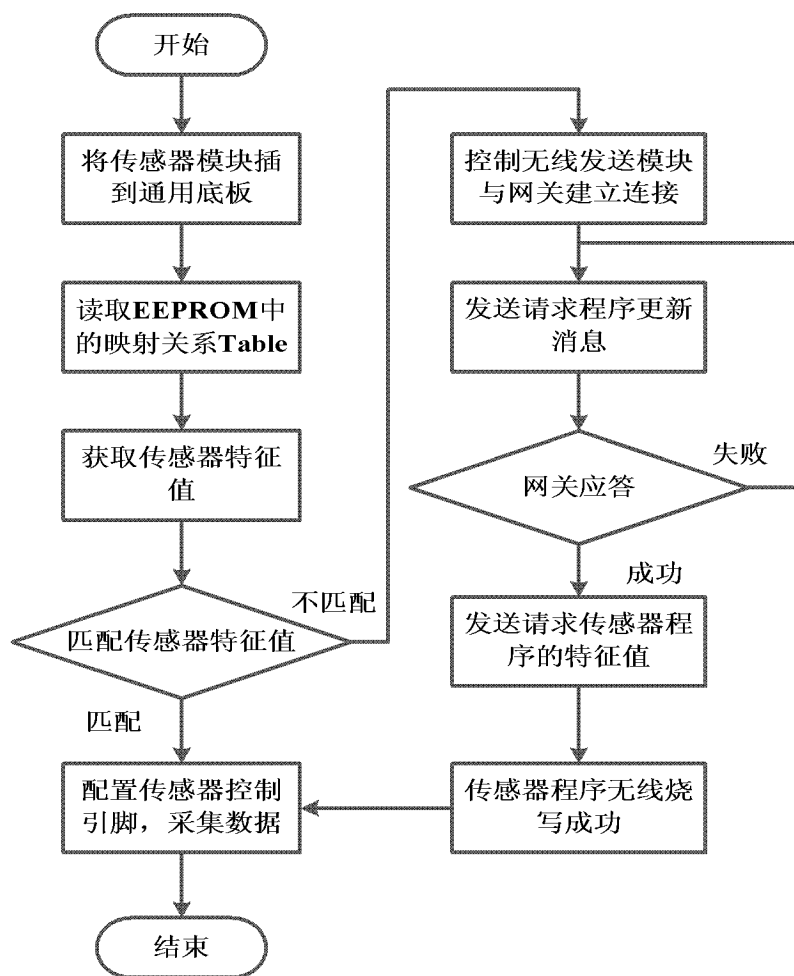 开始
将传感器模块插
到通用底板
读取EEPROM中
的映射关系Table
获取传感器特征
值
匹配传感器特征值
不匹配
匹配
配置传感器控制
引脚，采集数据
结束
控制无线发送模块
与网关建立连接
发送请求程序更新
消息
网关应答
失败
成功
发送请求传感器程
序的特征值
传感器程序无线烧
写成功